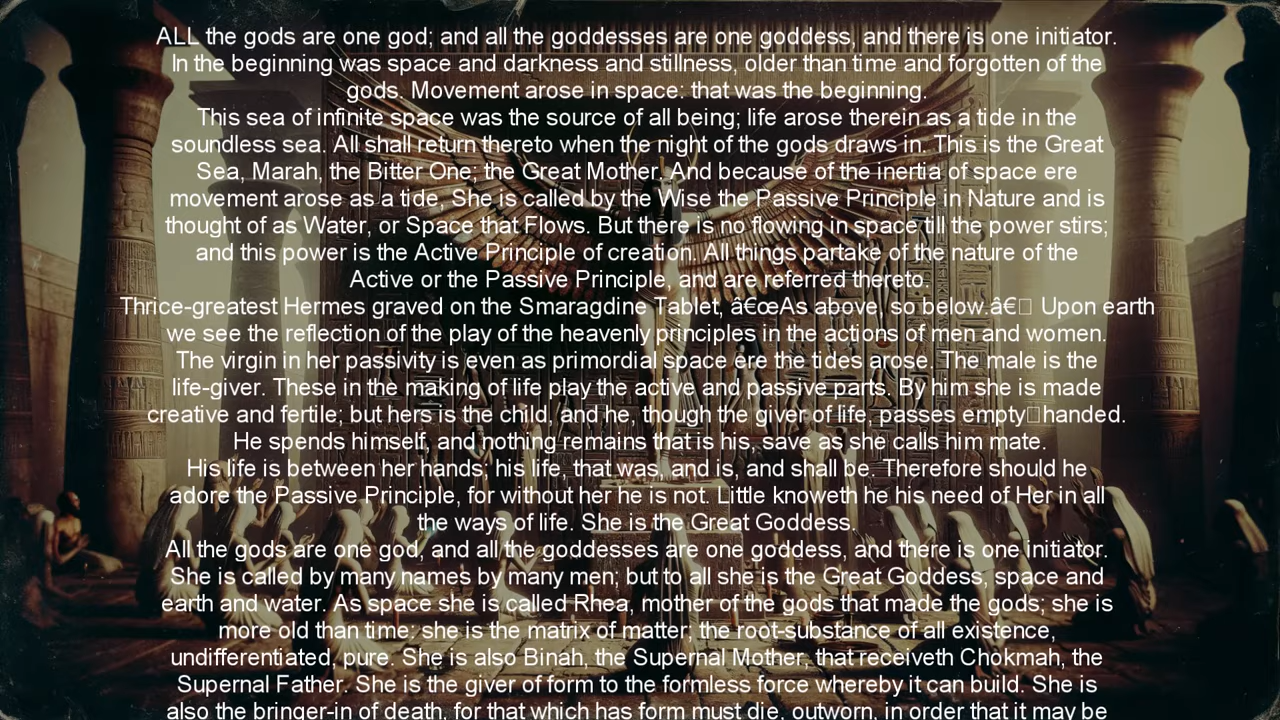 ALL the gods are one god; and all the goddesses are one goddess, and there is one initiator.
In the beginning was space and darkness and stillness, older than time and forgotten of the
gods. Movement arose in space: that was the beginning.
This sea of infinite space was the source of all being; life arose therein as a tide in the
soundless sea. All shall return thereto when the night of the gods draws in. This is the Great
Sea, Marah, the Bitter One; the Great Mother. And because of the inertia of space ere
movement arose as a tide, She is called by the Wise the Passive Principle in Nature and is
thought of as Water, or Space that Flows. But there is no flowing in space till the power stirs;
and this power is the Active Principle of creation. All things partake of the nature of the
Active or the Passive Principle, and are referred thereto.
Thrice-greatest Hermes graved on the Smaragdine Tablet, â€œAs above, so below.â€□ Upon earth
we see the reflection of the play of the heavenly principles in the actions of men and women.
The virgin in her passivity is even as primordial space ere the tides arose. The male is the
life-giver. These in the making of life play the active and passive parts. By him she is made
creative and fertile; but hers is the child, and he, though the giver of life, passes empty□handed.
He spends himself, and nothing remains that is his, save as she calls him mate.
His life is between her hands; his life, that was, and is, and shall be. Therefore should he
adore the Passive Principle, for without her he is not. Little knoweth he his need of Her in all
the ways of life. She is the Great Goddess.
All the gods are one god, and all the goddesses are one goddess, and there is one initiator.
She is called by many names by many men; but to all she is the Great Goddess, space and
earth and water. As space she is called Rhea, mother of the gods that made the gods; she is
more old than time; she is the matrix of matter; the root-substance of all existence,
undifferentiated, pure. She is also Binah, the Supernal Mother, that receiveth Chokmah, the
Supernal Father. She is the giver of form to the formless force whereby it can build. She is
also the bringer-in of death, for that which has form must die, outworn, in order that it may be